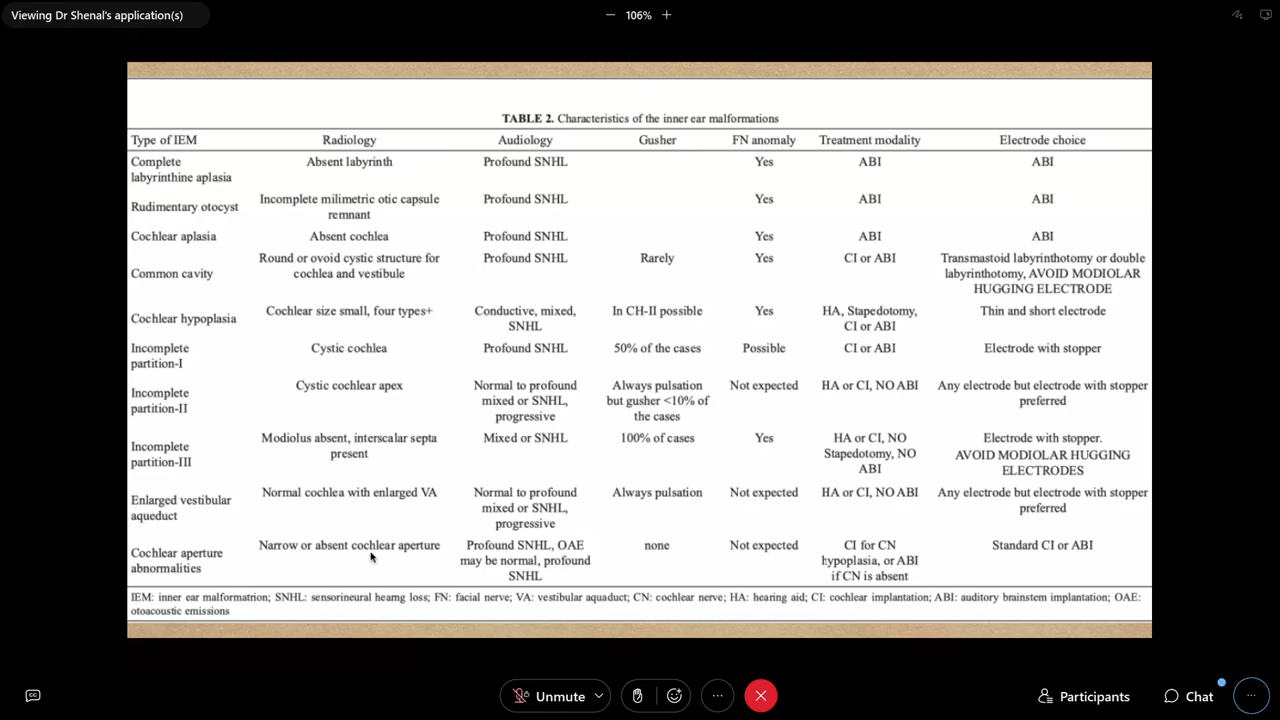 Viewing Dr Shenal's application(s)
106%
TABLE 2. Characteristics of the inner ear malformations
Type of IEM Radiology Audiology Gusher FN anomaly Treatment modality Electrode choice
Complete labyrinthine aplasia Absent labyrinth Profound SNHL Yes ABI ABI
Rudimentary otocyst Incomplete milimetric otic capsule remnant Profound SNHL Yes ABI ABI
Cochlear aplasia Absent cochlea Profound SNHL Yes ABI ABI
Common cavity Round or ovoid cystic structure for cochlea and vestibule Profound SNHL Rarely Yes CI or ABI Transmastoid labyrinthotomy or double labyrinthotomy, AVOID MODIOLAR HUGGING ELECTRODE
Cochlear hypoplasia Cochlear size small, four types+ Conductive, mixed, SNHL In CH-II possible Yes HA, Stapedotomy, CI or ABI Thin and short electrode
Incomplete partition-I Cystic cochlea Profound SNHL 50% of the cases Possible CI or ABI Electrode with stopper
Incomplete partition-II Cystic cochlear apex Normal to profound mixed or SNHL, progressive Always pulsation but gusher <10% of the cases Not expected HA or CI, NO ABI Any electrode but electrode with stopper preferred
Incomplete partition-III Modiolus absent, interscalar septa present Mixed or SNHL 100% of cases Yes HA or CI, NO Stapedotomy, NO ABI Electrode with stopper. AVOID MODIOLAR HUGGING ELECTRODES
Enlarged vestibular aqueduct Normal cochlea with enlarged VA Normal to profound mixed or SNHL, progressive Always pulsation Not expected HA or CI, NO ABI Any electrode but electrode with stopper preferred
Cochlear aperture abnormalities Narrow or absent cochlear aperture Profound SNHL, OAE may be normal, profound SNHL none Not expected CI for CN hypoplasia, or ABI if CN is absent Standard CI or ABI
IEM: inner ear malformatrion; SNHL: sensorineural hearng loss; FN: facial nerve; VA: vestibular aquaduct; CN: cochlear nerve; HA: hearing aid; CI: cochlear implantation; ABI: auditory brainstem implantation; OAE:
otoacoustic emissions
CC
Unmute
Participants
Chat